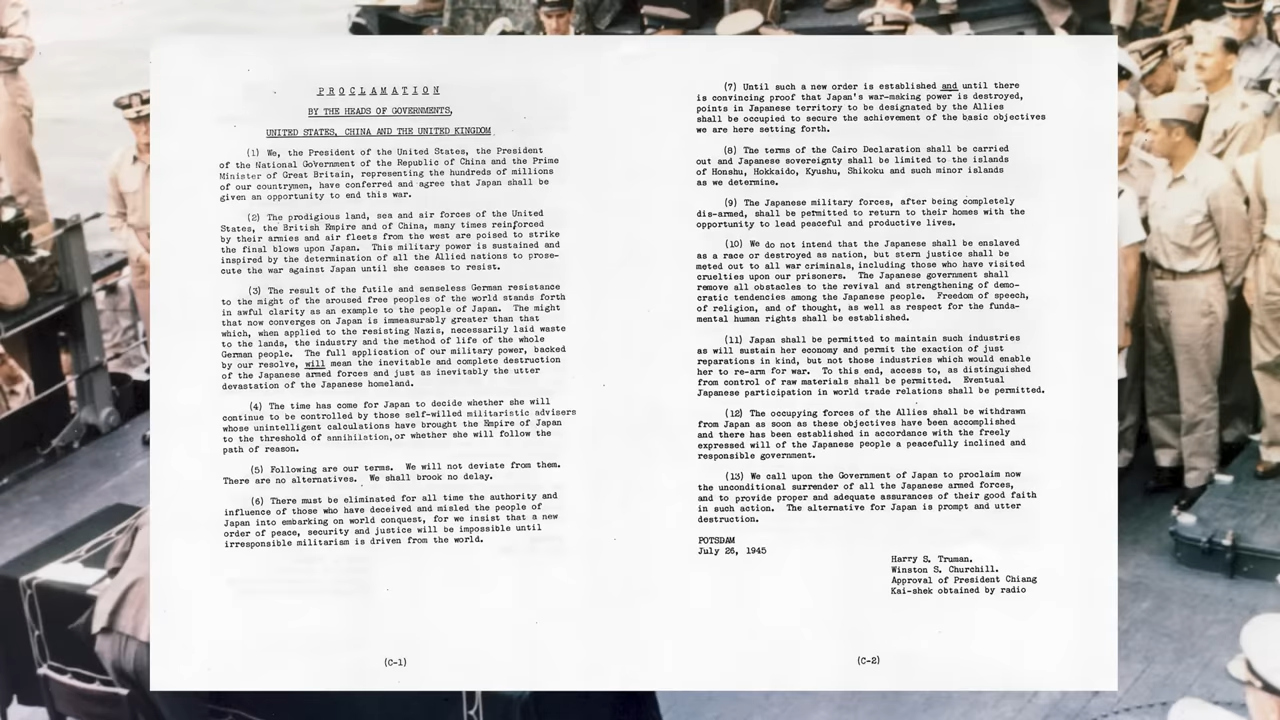 PROCLAMATION
BY THE HEADS OF GOVERNMENTS,
UNITED STATES, CHINA AND THE UNITED KINGDOM
(1) We, the President of the United States, the President
of the National Government of the Republic of China and the Prime
Minister of Great Britain, representing the hundreds of millions
of our countrymen, have conferred and agree that Japan shall be
given an opportunity to end this war.
(2) The prodigious land, sea and air forces of the United
States, the British Empire and of China, many times reinforced
by their armies and air fleets from the west are poised to strike
the final blows upon Japan. This military power is sustained and
inspired by the determination of all the Allied nations to prose-
cute the war against Japan until she ceases to resist.
(3) The result of the futile and senseless German resistance
to the might of the aroused free peoples of the world stands forth
in awful clarity as an example to the people of Japan. The might
that now converges on Japan is immeasurably greater than that
which, when applied to the resisting Nazis, necessarily laid waste
to the lands, the industry and the method of life of the whole
German people. The full application of our military power, backed
by our resolve, will mean the inevitable and complete destruction
of the Japanese armed forces and just as inevitably the utter
devastation of the Japanese homeland.
(4) The time has come for Japan to decide whether she will
continue to be controlled by those self-willed militaristic advisers
whose unintelligent calculations have brought the Empire of Japan
to the threshold of annihilation, or whether she will follow the
path of reason.
(5) Following are our terms. We will not deviate from them.
There are no alternatives. We shall brook no delay.
(6) There must be eliminated for all time the authority and
influence of those who have deceived and misled the people of
Japan into embarking on world conquest, for we insist that a new
order of peace, security and justice will be impossible until
irresponsible militarism is driven from the world.
(C-1)
(7) Until such a new order is established and until there
is convincing proof that Japan's war-making power is destroyed,
points in Japanese territory to be designated by the Allies
shall be occupied to secure the achievement of the basic objectives
we are here setting forth.
(8) The terms of the Cairo Declaration shall be carried
out and Japanese sovereignty shall be limited to the islands
of Honshu, Hokkaido, Kyushu, Shikoku and such minor islands
as we determine.
(9) The Japanese military forces, after being completely
dis-armed, shall be permitted to return to their homes with the
opportunity to lead peaceful and productive lives.
(10) We do not intend that the Japanese shall be enslaved
as a race or destroyed as nation, but stern justice shall be
meted out to all war criminals, including those who have visited
cruelties upon our prisoners. The Japanese government shall
remove all obstacles to the revival and strengthening of demo-
cratic tendencies among the Japanese people. Freedom of speech,
of religion, and of thought, as well as respect for the funda-
mental human rights shall be established.
(11) Japan shall be permitted to maintain such industries
as will sustain her economy and permit the exaction of just
reparations in kind, but not those industries which would enable
her to re-arm for war. To this end, access to, as distinguished
from control of raw materials shall be permitted. Eventual
Japanese participation in world trade relations shall be permitted.
(12) The occupying forces of the Allies shall be withdrawn
from Japan as soon as these objectives have been accomplished
and there has been established in accordance with the freely
expressed will of the Japanese people a peacefully inclined and
responsible government.
(13) We call upon the Government of Japan to proclaim now
the unconditional surrender of all the Japanese armed forces,
and to provide proper and adequate assurances of their good faith
in such action. The alternative for Japan is prompt and utter
destruction.
POTSDAM
July 26, 1945
Harry S. Truman.
Winston S. Churchill.
Approval of President Chiang
Kai-shek obtained by radio
(C-2)